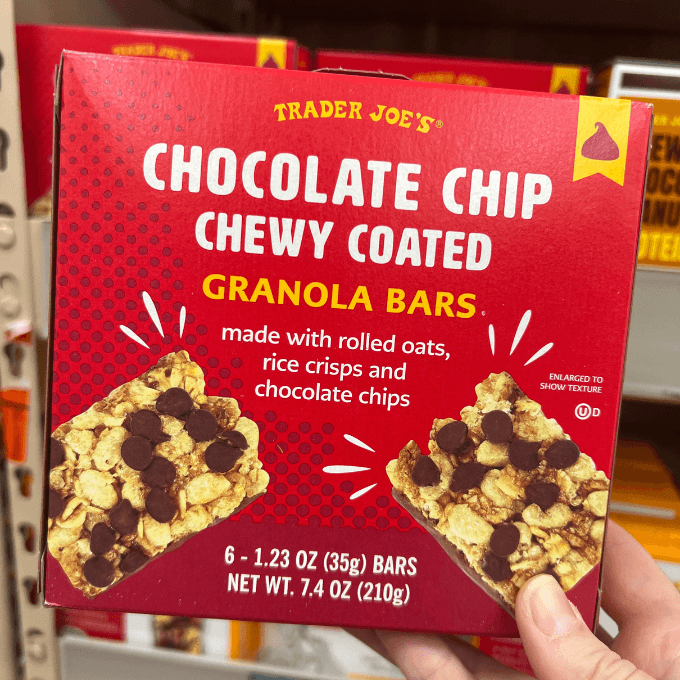 TRADER JOE'S®
CHOCOLATE CHIP
CHEWY COATED
GRANOLA BARS
made with rolled oats,
rice crisps and
chocolate chips
ENLARGED TO
SHOW TEXTURE
U D
6 - 1.23 OZ (35g) BARS
NET WT. 7.4 OZ (210g)